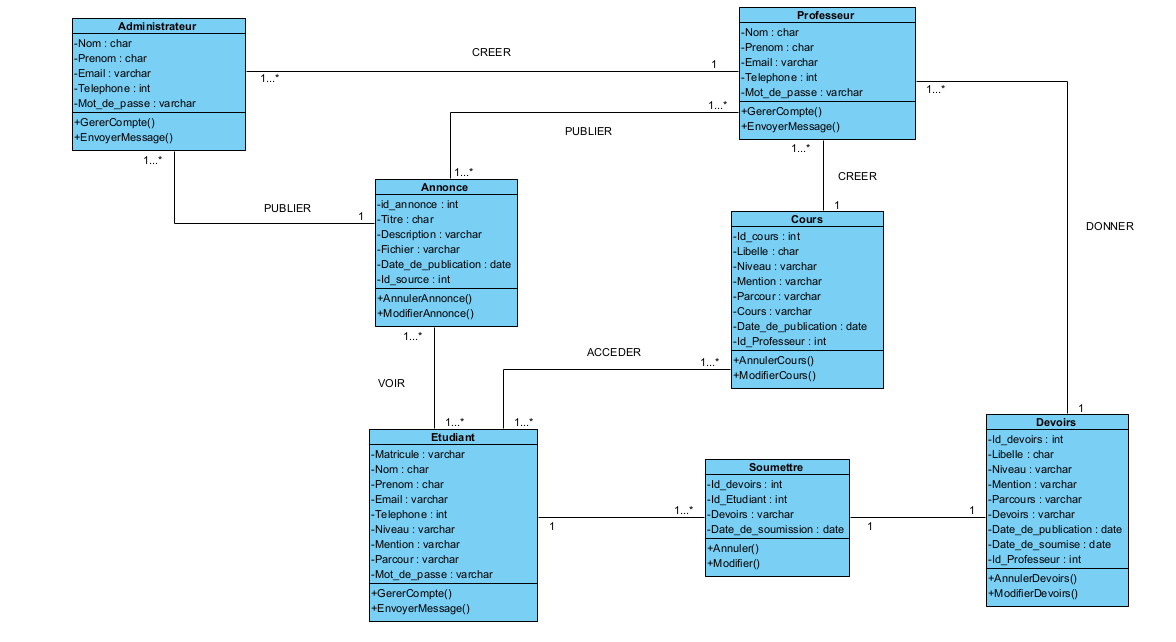 Administrateur
-Nom : char
-Prenom : char
-Email : varchar
-Telephone : int
-Mot_de_passe : varchar
+GererCompte()
+EnvoyerMessage()
1...*
CREER
1
Professeur
-Nom : char
-Prenom : char
-Email : varchar
-Telephone : int
-Mot_de_passe : varchar
+GererCompte()
+EnvoyerMessage()
1...*
PUBLIER
1...*
1...*
PUBLIER
1
1...*
CREER
1
1...*
DONNER
1
Annonce
-id_annonce : int
-Titre : char
-Description : varchar
-Fichier : varchar
-Date_de_publication : date
-Id_source : int
+AnnulerAnnonce()
+ModifierAnnonce()
Cours
-Id_cours : int
-Libelle : char
-Niveau : varchar
-Mention : varchar
-Parcour : varchar
-Cours : varchar
-Date_de_publication : date
-Id_Professeur : int
+AnnulerCours()
+ModifierCours()
1...*
VOIR
1...*
ACCEDER
1...*
1...*
Etudiant
-Matricule : varchar
-Nom : char
-Prenom : char
-Email : varchar
-Telephone : int
-Niveau : varchar
-Mention : varchar
-Parcour : varchar
-Mot_de_passe : varchar
+GererCompte()
+EnvoyerMessage()
1
1...*
Soumettre
-Id_devoirs : int
-Id_Etudiant : int
-Devoirs : varchar
-Date_de_soumission : date
+Annuler()
+Modifier()
1
1
Devoirs
-Id_devoirs : int
-Libelle : char
-Niveau : varchar
-Mention : varchar
-Parcours : varchar
-Devoirs : varchar
-Date_de_publication : date
-Date_de_soumise : date
-Id_Professeur : int
+AnnulerDevoirs()
+ModifierDevoirs()